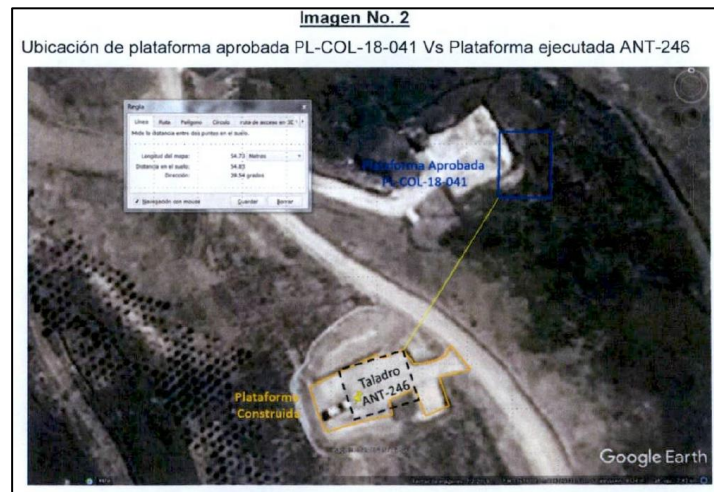 Imagen No. 2
Ubicación de plataforma aprobada PL-COL-18-041 Vs Plataforma ejecutada ANT-246
Regla
Línea Ruta Polígono Círculo
Mide la distancia entre dos puntos en el suelo.
Longitud del mapa: 54.73 Metros
Distancia en el suelo: 54.83
Dirección: grados
Navegación con mouse Guardar Borrar
Plataforma Aprobada
PL-COL-18-041
Taladro
ANT-246
Plataforma
Construida
Google Earth